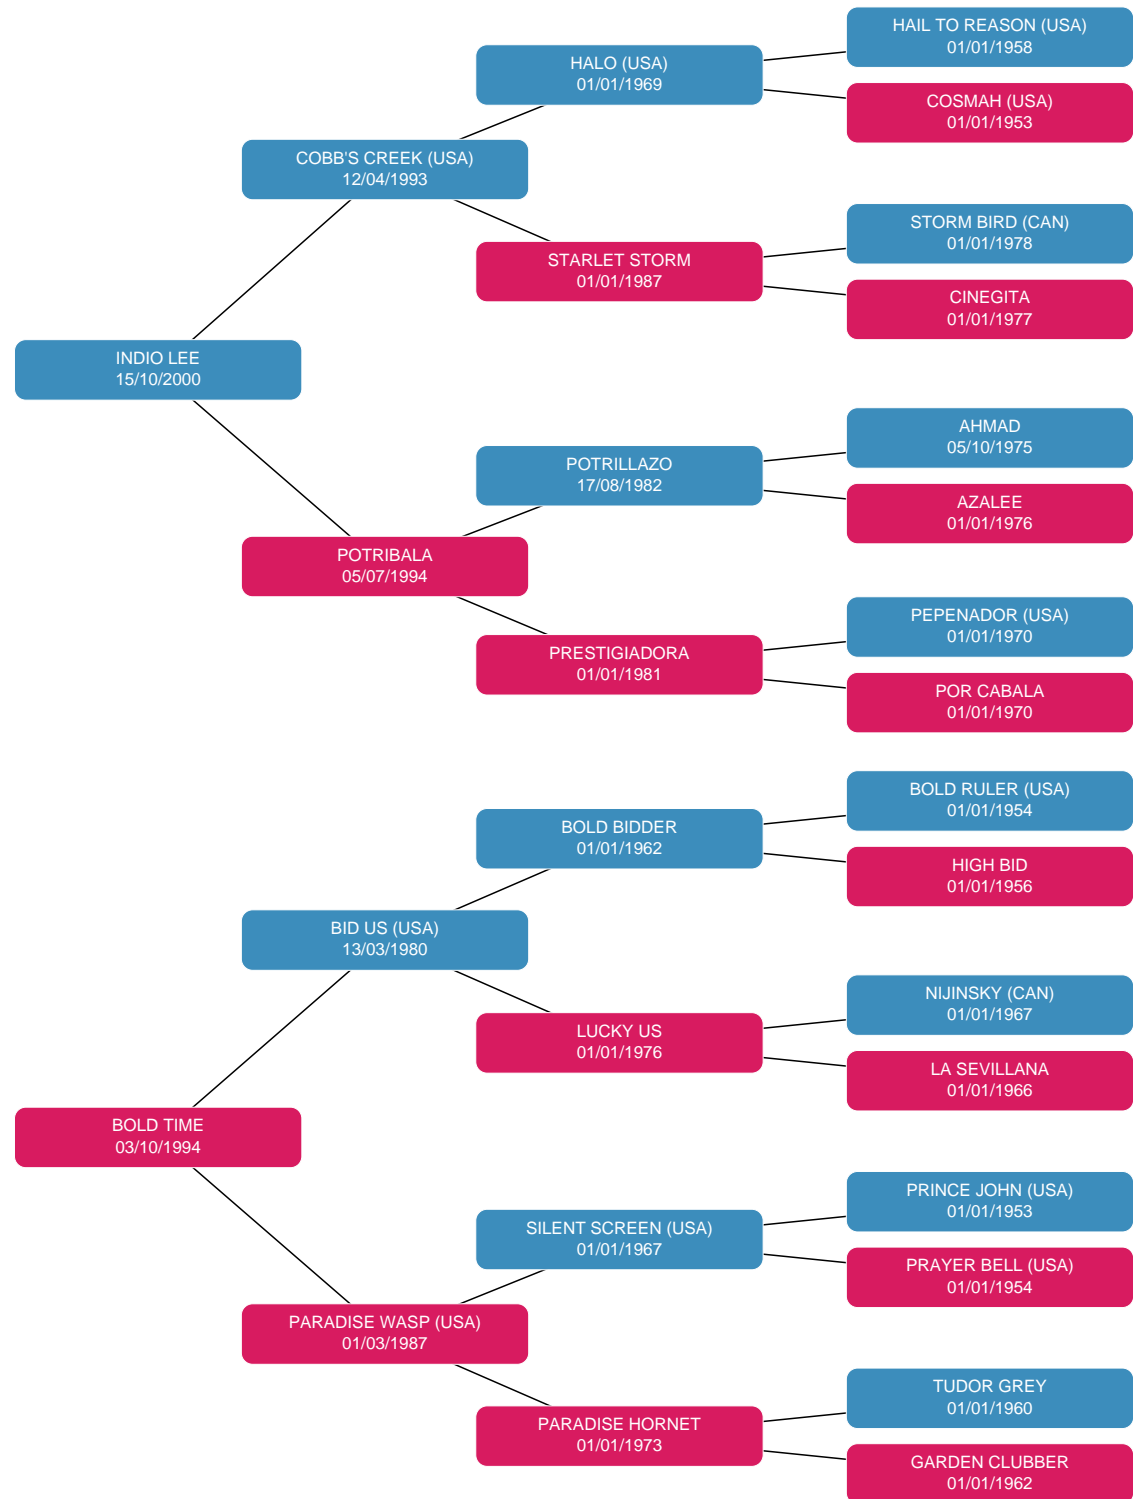 HAIL TO REASON (USA)
01/01/1958
HALO (USA)
01/01/1969
COSMAH (USA)
01/01/1953
COBB'S CREEK (USA)
12/04/1993
STORM BIRD (CAN)
01/01/1978
STARLET STORM
01/01/1987
CINEGITA
01/01/1977
INDIO LEE
15/10/2000
AHMAD
05/10/1975
POTRILLAZO
17/08/1982
AZALEE
01/01/1976
POTRIBALA
05/07/1994
PEPENADOR (USA)
01/01/1970
PRESTIGIADORA
01/01/1981
POR CABALA
01/01/1970
BOLD RULER (USA)
01/01/1954
BOLD BIDDER
01/01/1962
HIGH BID
01/01/1956
BID US (USA)
13/03/1980
NIJINSKY (CAN)
01/01/1967
LUCKY US
01/01/1976
LA SEVILLANA
01/01/1966
BOLD TIME
03/10/1994
PRINCE JOHN (USA)
01/01/1953
SILENT SCREEN (USA)
01/01/1967
PRAYER BELL (USA)
01/01/1954
PARADISE WASP (USA)
01/03/1987
TUDOR GREY
01/01/1960
PARADISE HORNET
01/01/1973
GARDEN CLUBBER
01/01/1962